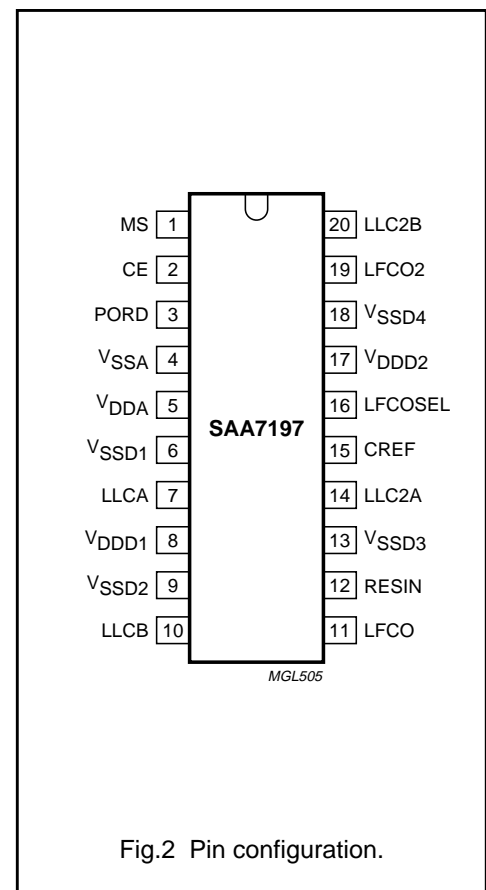 MS 1 20 LLC2B
CE 2 19 LFCO2
PORD 3 18 VSSD4
VSSA 4 17 VDDD2
VDDA 5 16 LFCOSEL
SAA7197
VSSD1 6 15 CREF
LLCA 7 14 LLC2A
VDDD1 8 13 VSSD3
VSSD2 9 12 RESIN
LLCB 10 11 LFCO
MGL505
Fig.2 Pin configuration.